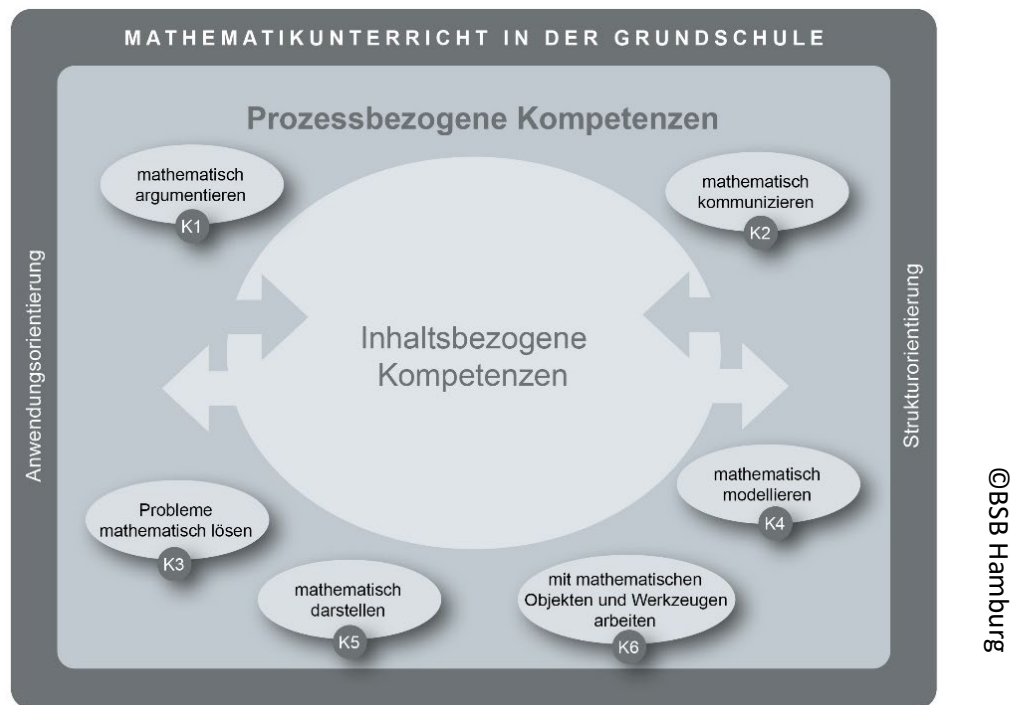 MATHEMATIKUNTERRICHT IN DER GRUNDSCHULE
Prozessbezogene Kompetenzen
mathematisch
argumentieren
K1
mathematisch
kommunizieren
K2
Anwendungsorientierung
Inhaltsbezogene
Kompetenzen
Strukturorientierung
Probleme
mathematisch lösen
K3
mathematisch
modellieren
K4
mathematisch
darstellen
K5
mit mathematischen
Objekten und Werkzeugen
arbeiten
K6
©BSB Hamburg